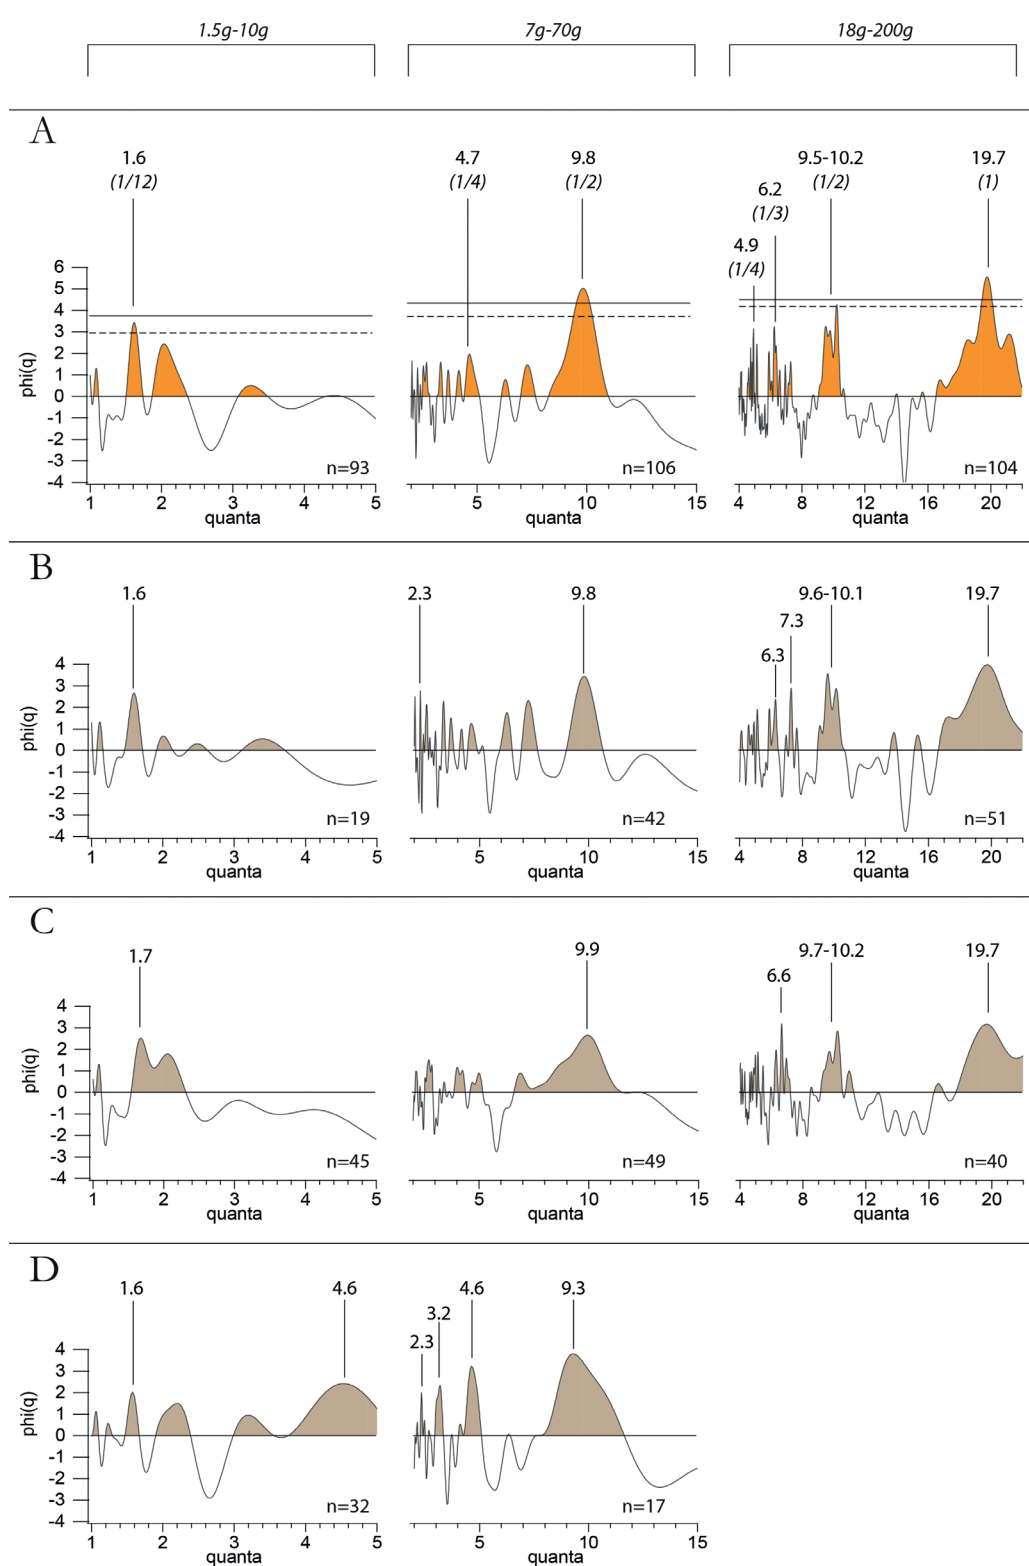 1.5g-10g 7g-70g 18g-200g
A
1.6 4.7 9.8 9.5-10.2 19.7
(1/12) (1/4) (1/2) (1/2) (1)
6.2
(1/3)
4.9
(1/4)
phi(q)
6
5
4
3
2
1
0
-1
-2
-3
-4
n=93 n=106 n=104
1 2 3 4 5 5 10 15 4 8 12 16 20
quanta quanta quanta
B
1.6 2.3 9.8 9.6-10.1 19.7
7.3
6.3
phi(q)
4
3
2
1
0
-1
-2
-3
-4
n=19 n=42 n=51
1 2 3 4 5 5 10 15 4 8 12 16 20
quanta quanta quanta
C
1.7 9.9 9.7-10.2 19.7
6.6
phi(q)
4
3
2
1
0
-1
-2
-3
-4
n=45 n=49 n=40
1 2 3 4 5 5 10 15 4 8 12 16 20
quanta quanta quanta
D
1.6 4.6 4.6 9.3
3.2
2.3
phi(q)
4
3
2
1
0
-1
-2
-3
-4
n=32 n=17
1 2 3 4 5 5 10 15
quanta quanta